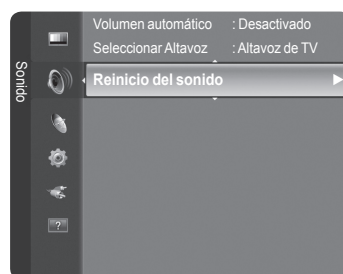 Sonido
Volumen automático : Desactivado
Seleccionar Altavoz : Altavoz de TV
Reinicio del sonido
?